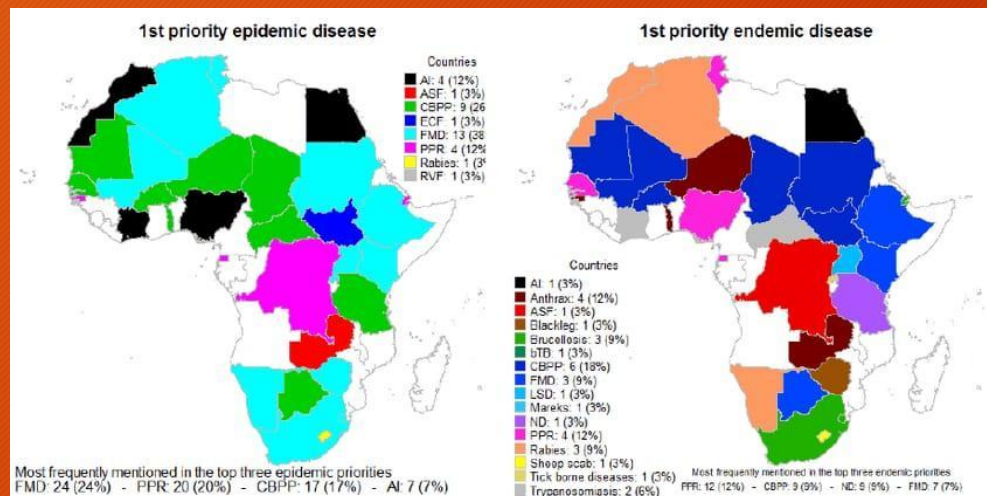 1st priority epidemic disease
Countries
AI: 4 (12%)
ASF: 1 (3%)
CBPP: 9 (26
ECF: 1 (3%)
FMD: 13 (38
PPR: 4 (12%
Rabies: 1 (3%
RVF: 1 (3%)
Most frequently mentioned in the top three epidemic priorities
FMD: 24 (24%) - PPR: 20 (20%) - CBPP: 17 (17%) - AI: 7 (7%)
1st priority endemic disease
Countries
AI: 1 (3%)
Anthrax: 4 (12%)
ASF: 1 (3%)
Blackleg: 1 (3%)
Brucellosis: 3 (9%)
bTB: 1 (3%)
CBPP: 6 (18%)
FMD: 3 (9%)
LSD: 1 (3%)
Mareks: 1 (3%)
ND: 1 (3%)
PPR: 4 (12%)
Rabies: 3 (9%)
Sheep scab: 1 (3%)
Tick borne diseases: 1 (3%)
Trypanosomiasis: 2 (6%)
Most frequently mentioned in the top three endemic priorities
PPR: 12 (12%) - CBPP: 9 (9%) - ND: 9 (9%) - FMD: 7 (7%)